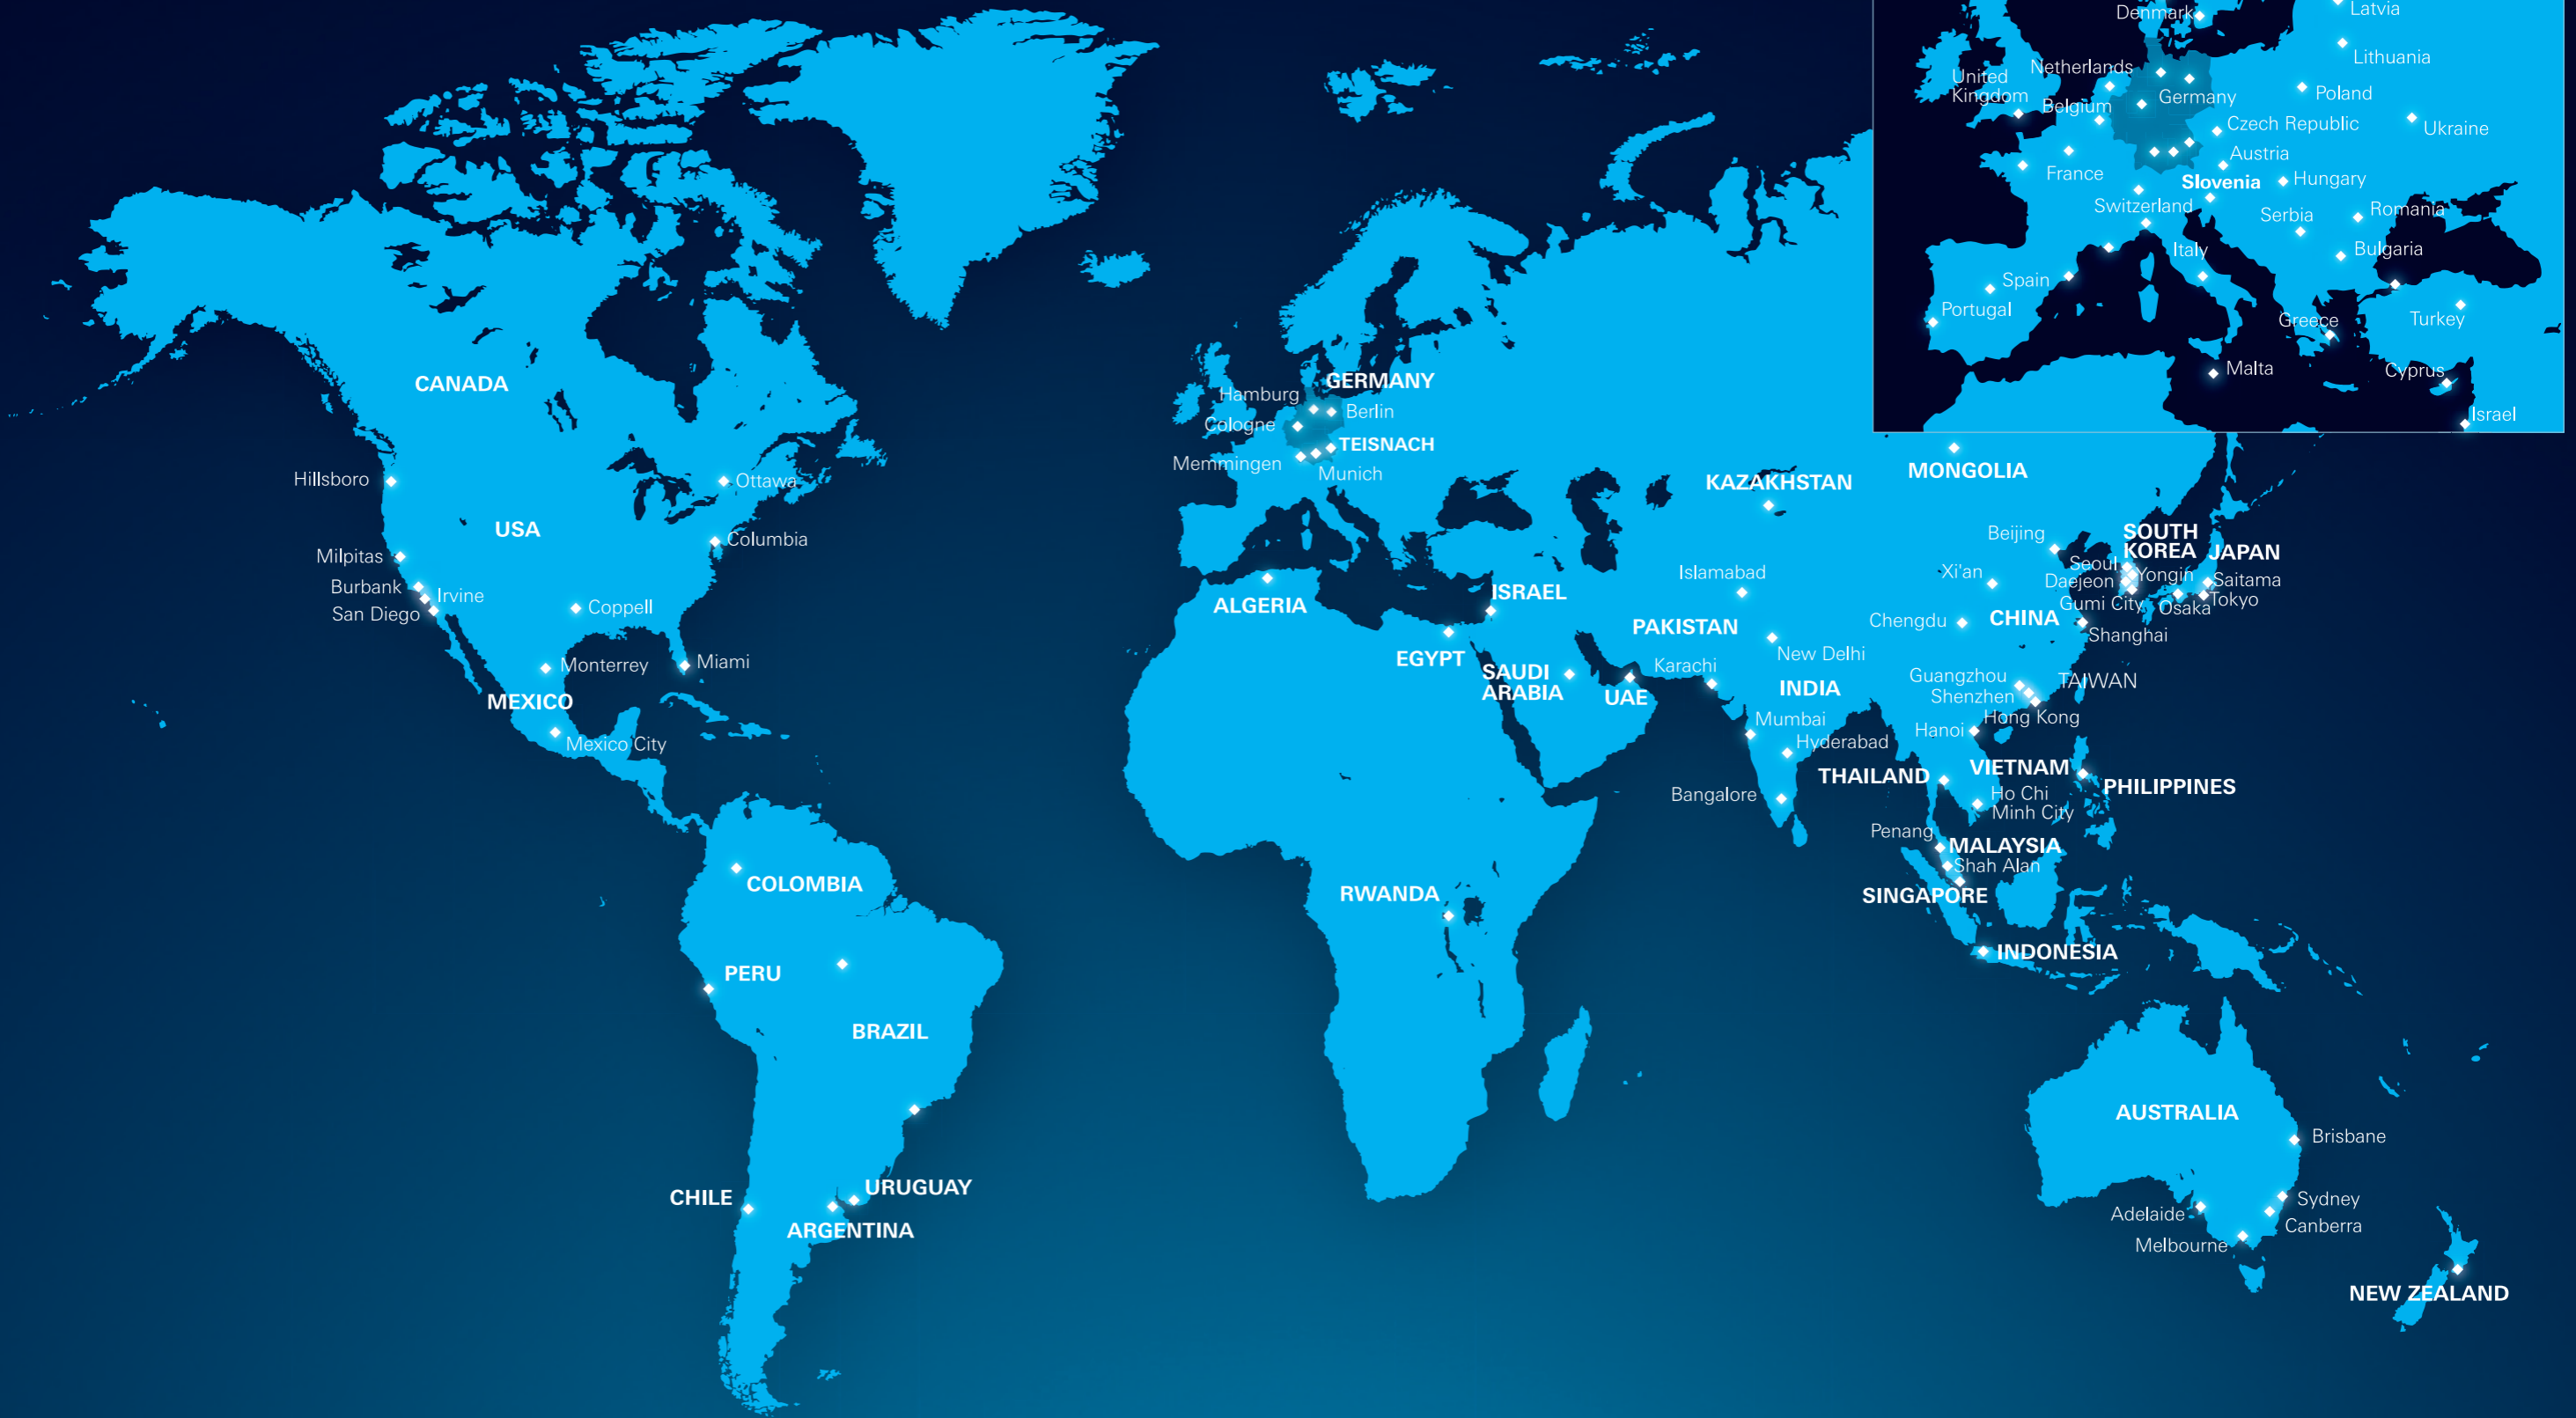 CANADA
Hillsboro
Ottawa
USA
Columbia
Milpitas
Burbank
Irvine
San Diego
Coppell
Monterrey
Miami
MEXICO
Mexico City
COLOMBIA
PERU
BRAZIL
CHILE
URUGUAY
ARGENTINA
GERMANY
Hamburg
Berlin
Cologne
TEISNACH
Memmingen
Munich
ALGERIA
ISRAEL
EGYPT
SAUDI
ARABIA
UAE
RWANDA
KAZAKHSTAN
MONGOLIA
Islamabad
PAKISTAN
New Delhi
Karachi
INDIA
Mumbai
Hyderabad
Bangalore
Beijing
SOUTH
KOREA
JAPAN
Seoul
Yongin
Saitama
Daejeon
Gumi City
Osaka
Tokyo
Xi'an
Chengdu
CHINA
Shanghai
Guangzhou
TAIWAN
Shenzhen
Hong Kong
Hanoi
THAILAND
VIETNAM
PHILIPPINES
Ho Chi
Minh City
Penang
MALAYSIA
Shah Alan
SINGAPORE
INDONESIA
AUSTRALIA
Brisbane
Sydney
Adelaide
Canberra
Melbourne
NEW ZEALAND
Denmark
Latvia
Lithuania
United
Kingdom
Netherlands
Belgium
Germany
Poland
Czech Republic
Ukraine
Austria
France
Slovenia
Hungary
Switzerland
Serbia
Romania
Italy
Bulgaria
Spain
Portugal
Greece
Turkey
Malta
Cyprus
Israel